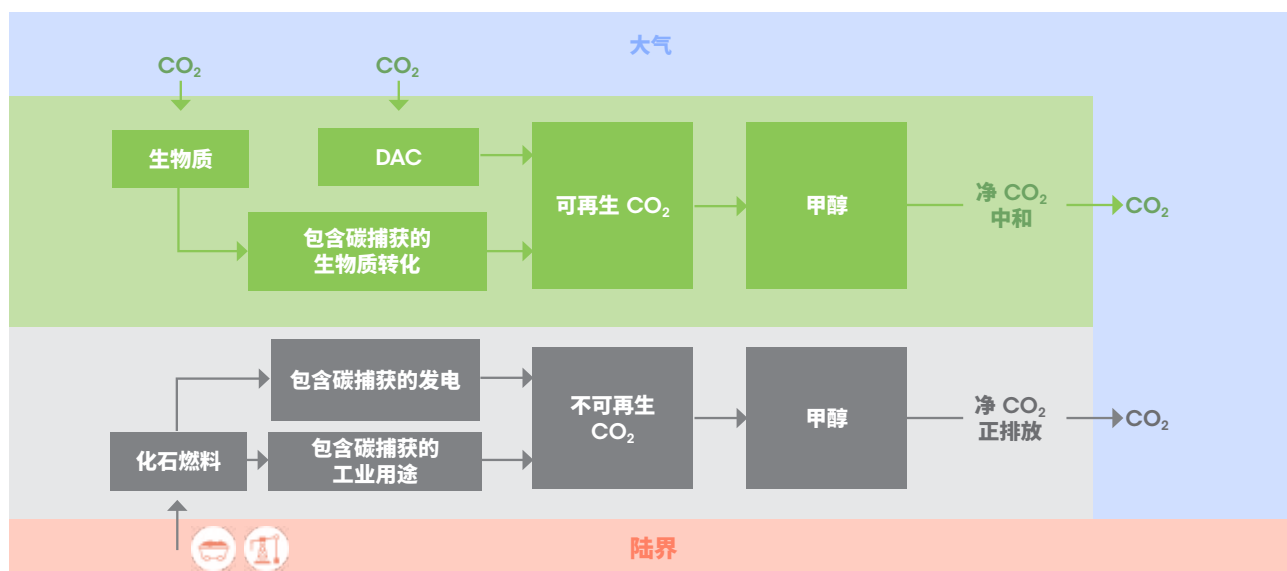 大气
CO₂
CO₂
生物质
DAC
包含碳捕获的
生物质转化
可再生 CO₂
甲醇
净 CO₂
中和
CO₂
包含碳捕获的发电
化石燃料
包含碳捕获的
工业用途
不可再生
CO₂
甲醇
净 CO₂
正排放
CO₂
陆界